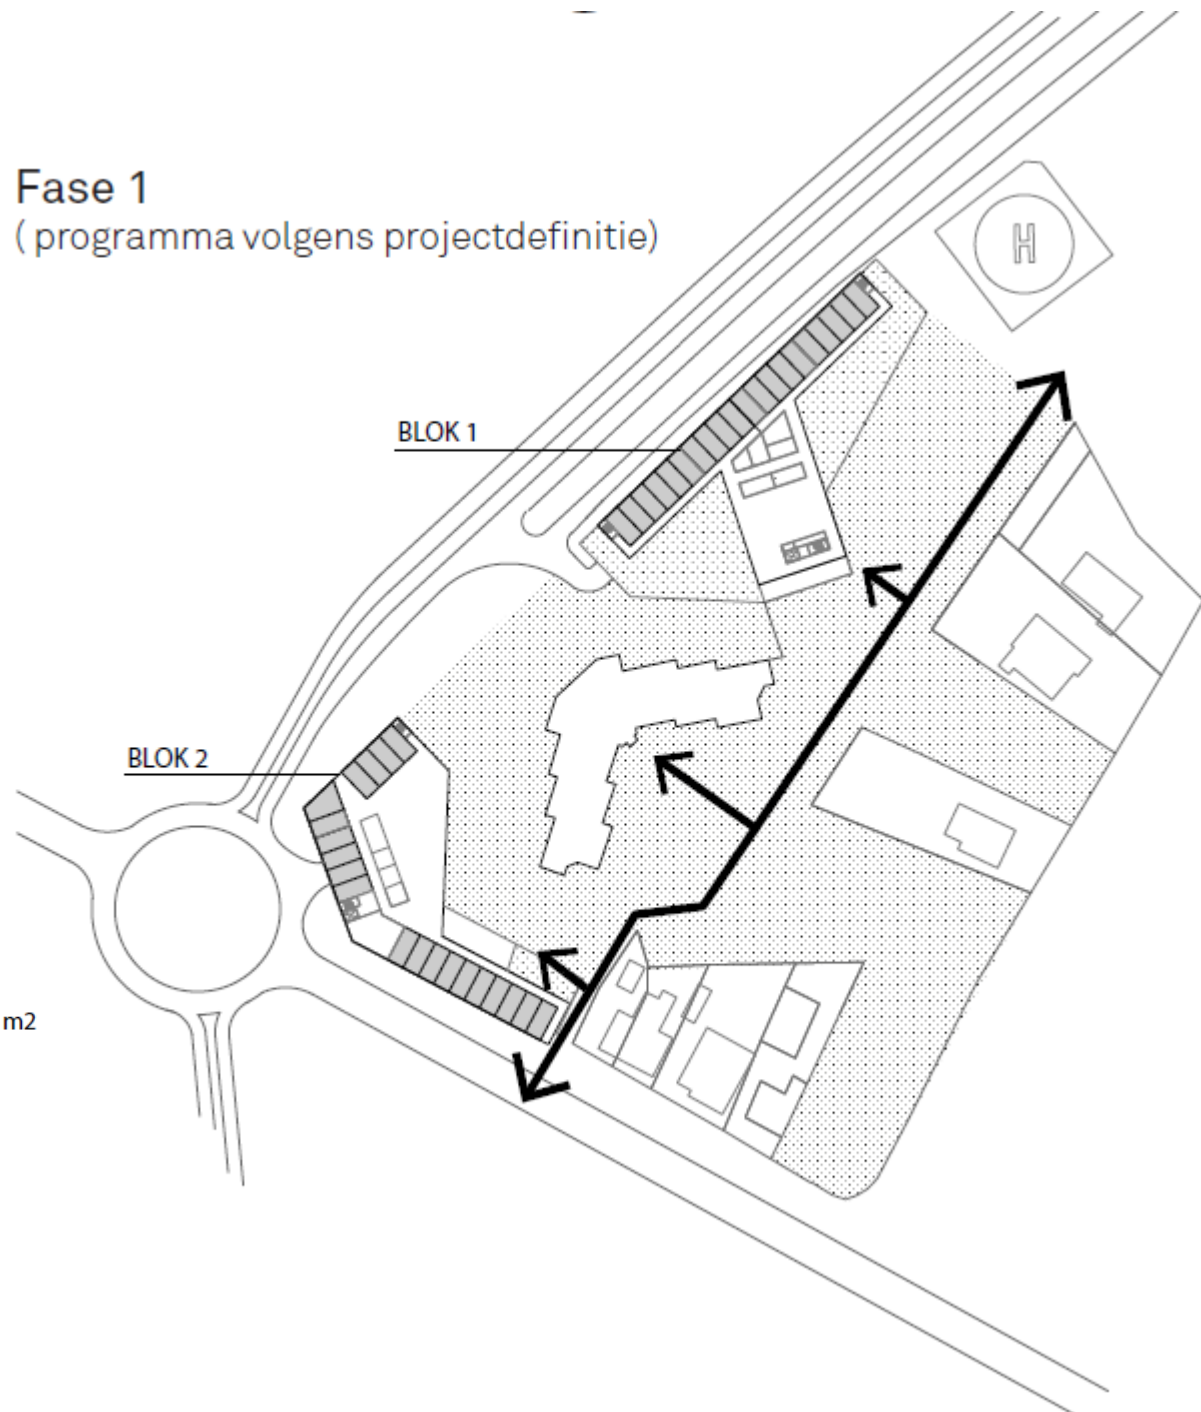 Fase 1
( programma volgens projectdefinitie)
H
BLOK 1
BLOK 2
m2